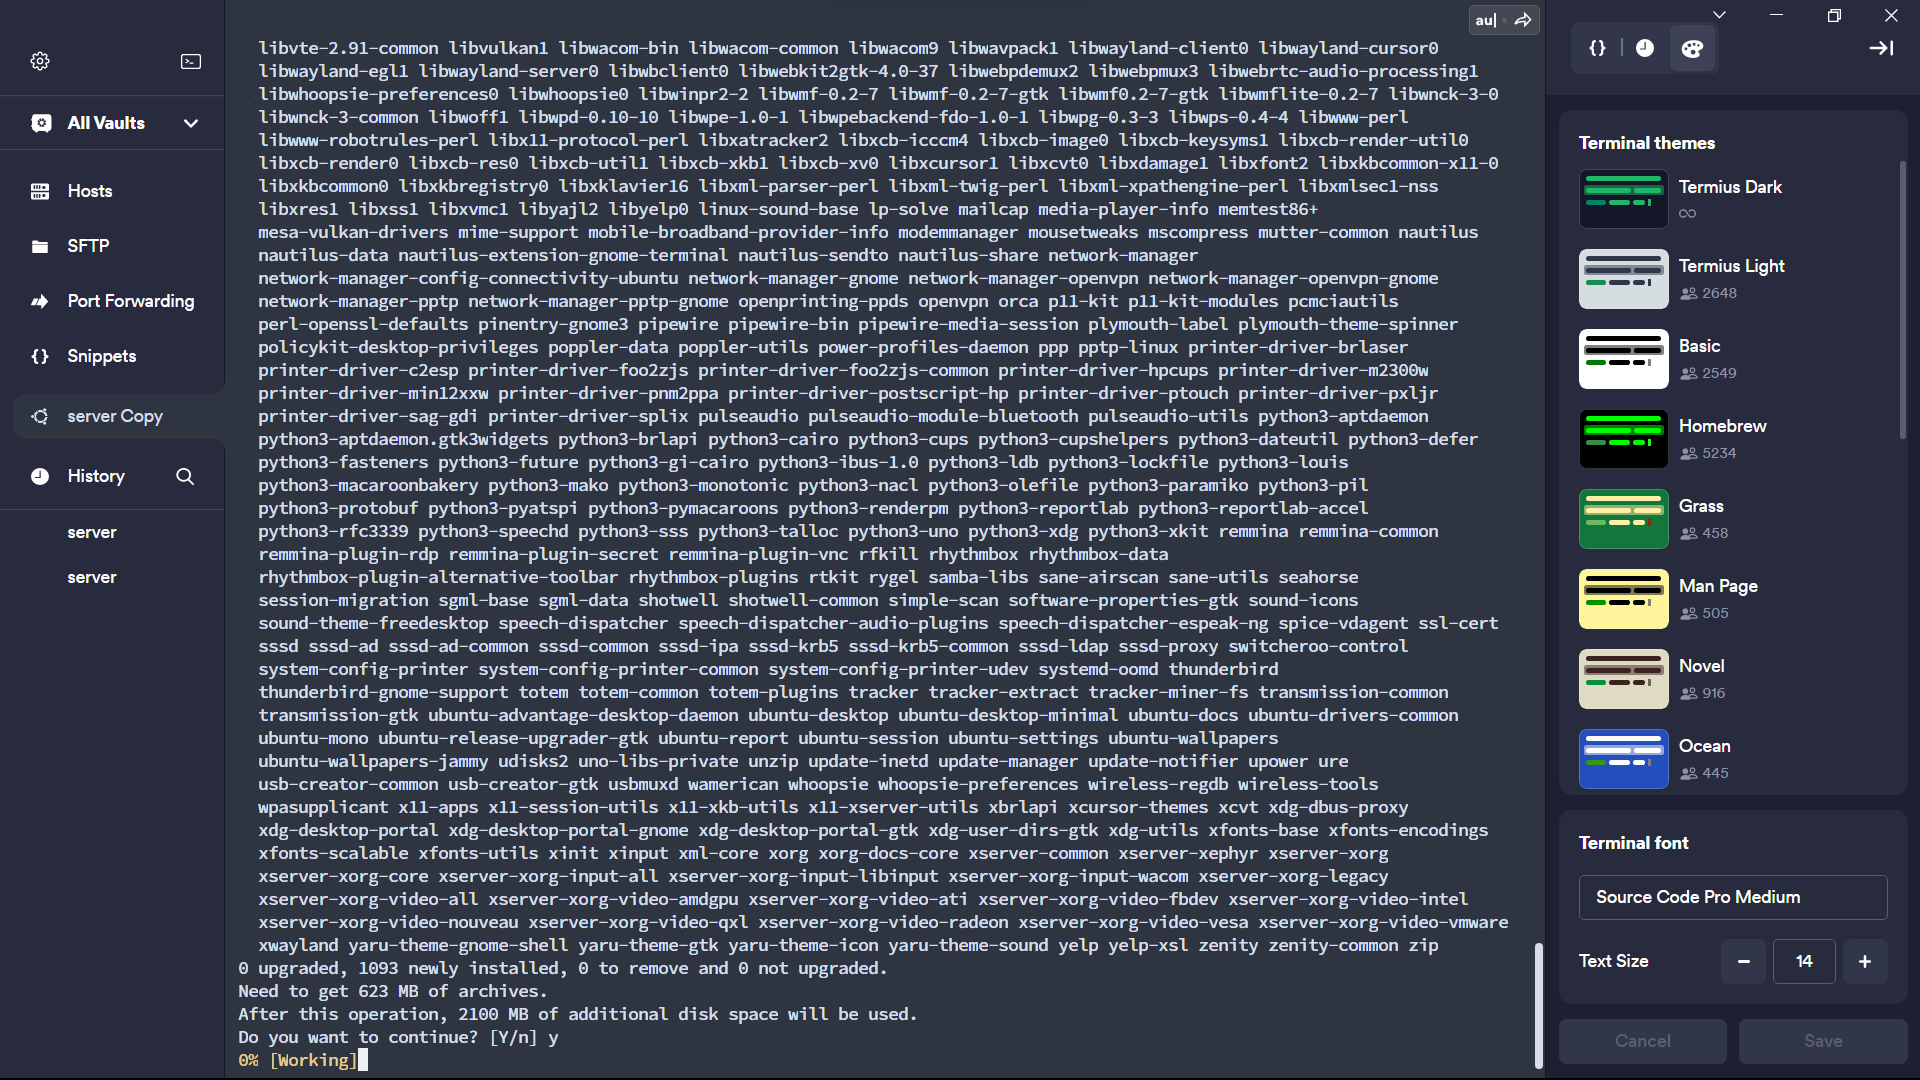 au|
All Vaults
Hosts
SFTP
Port Forwarding
Snippets
server Copy
History
server
server
libvte-2.91-common libvulkan1 libwacom-bin libwacom-common libwacom9 libwavpack1 libwayland-client0 libwayland-cursor0
libwayland-egl1 libwayland-server0 libwbclient0 libwebkit2gtk-4.0-37 libwebpdemux2 libwebpmux3 libwebrtc-audio-processing1
libwhoopsie-preferences0 libwhoopsie0 libwinpr2-2 libwmf-0.2-7 libwmf-0.2-7-gtk libwmf0.2-7-gtk libwmflite-0.2-7 libwnck-3-0
libwnck-3-common libwoff1 libwpd-0.10-10 libwpe-1.0-1 libwpebackend-fdo-1.0-1 libwpg-0.3-3 libwps-0.4-4 libwww-perl
libwww-robotrules-perl libx11-protocol-perl libxatracker2 libxcb-icccm4 libxcb-image0 libxcb-keysyms1 libxcb-render-util0
libxcb-render0 libxcb-res0 libxcb-util1 libxcb-xkb1 libxcb-xv0 libxcursor1 libxcvt0 libxdamage1 libxfont2 libxkbcommon-x11-0
libxkbcommon0 libxkbregistry0 libxklavier16 libxml-parser-perl libxml-twig-perl libxml-xpathengine-perl libxmlsec1-nss
libxres1 libxss1 libxvmc1 libyajl2 libyelp0 linux-sound-base lp-solve mailcap media-player-info memtest86+
mesa-vulkan-drivers mime-support mobile-broadband-provider-info modemmanager mousetweaks mscompress mutter-common nautilus
nautilus-data nautilus-extension-gnome-terminal nautilus-sendto nautilus-share network-manager
network-manager-config-connectivity-ubuntu network-manager-gnome network-manager-openvpn network-manager-openvpn-gnome
network-manager-pptp network-manager-pptp-gnome openprinting-ppds openvpn orca p11-kit p11-kit-modules pcmciautils
perl-openssl-defaults pinentry-gnome3 pipewire pipewire-bin pipewire-media-session plymouth-label plymouth-theme-spinner
policykit-desktop-privileges poppler-data poppler-utils power-profiles-daemon ppp pptp-linux printer-driver-brlaser
printer-driver-c2esp printer-driver-foo2zjs printer-driver-foo2zjs-common printer-driver-hpcups printer-driver-m2300w
printer-driver-min12xxw printer-driver-pnm2ppa printer-driver-postscript-hp printer-driver-ptouch printer-driver-pxljr
printer-driver-sag-gdi printer-driver-splix pulseaudio pulseaudio-module-bluetooth pulseaudio-utils python3-aptdaemon
python3-aptdaemon.gtk3widgets python3-brlapi python3-cairo python3-cups python3-cupshelpers python3-dateutil python3-defer
python3-fasteners python3-future python3-gi-cairo python3-ibus-1.0 python3-ldb python3-lockfile python3-louis
python3-macaroonbakery python3-mako python3-monotonic python3-nacl python3-olefile python3-paramiko python3-pil
python3-protobuf python3-pyatspi python3-pymacaroons python3-renderpm python3-reportlab python3-reportlab-accel
python3-rfc3339 python3-speechd python3-sss python3-talloc python3-uno python3-xdg python3-xkit remmina remmina-common
remmina-plugin-rdp remmina-plugin-secret remmina-plugin-vnc rfkill rhythmbox rhythmbox-data
rhythmbox-plugin-alternative-toolbar rhythmbox-plugins rtkit rygel samba-libs sane-airscan sane-utils seahorse
session-migration sgml-base sgml-data shotwell shotwell-common simple-scan software-properties-gtk sound-icons
sound-theme-freedesktop speech-dispatcher speech-dispatcher-audio-plugins speech-dispatcher-espeak-ng spice-vdagent ssl-cert
sssd sssd-ad sssd-ad-common sssd-common sssd-ipa sssd-krb5 sssd-krb5-common sssd-ldap sssd-proxy switcheroo-control
system-config-printer system-config-printer-common system-config-printer-udev systemd-oomd thunderbird
thunderbird-gnome-support totem totem-common totem-plugins tracker tracker-extract tracker-miner-fs transmission-common
transmission-gtk ubuntu-advantage-desktop-daemon ubuntu-desktop ubuntu-desktop-minimal ubuntu-docs ubuntu-drivers-common
ubuntu-mono ubuntu-release-upgrader-gtk ubuntu-report ubuntu-session ubuntu-settings ubuntu-wallpapers
ubuntu-wallpapers-jammy udisks2 uno-libs-private unzip update-inetd update-manager update-notifier upower ure
usb-creator-common usb-creator-gtk usbmuxd wamerican whoopsie whoopsie-preferences wireless-regdb wireless-tools
wpasupplicant x11-apps x11-session-utils x11-xkb-utils x11-xserver-utils xbrlapi xcursor-themes xcvt xdg-dbus-proxy
xdg-desktop-portal xdg-desktop-portal-gnome xdg-desktop-portal-gtk xdg-user-dirs-gtk xdg-utils xfonts-base xfonts-encodings
xfonts-scalable xfonts-utils xinit xinput xml-core xorg xorg-docs-core xserver-common xserver-xephyr xserver-xorg
xserver-xorg-core xserver-xorg-input-all xserver-xorg-input-libinput xserver-xorg-input-wacom xserver-xorg-legacy
xserver-xorg-video-all xserver-xorg-video-amdgpu xserver-xorg-video-ati xserver-xorg-video-fbdev xserver-xorg-video-intel
xserver-xorg-video-nouveau xserver-xorg-video-qxl xserver-xorg-video-radeon xserver-xorg-video-vesa xserver-xorg-video-vmware
xwayland yaru-theme-gnome-shell yaru-theme-gtk yaru-theme-icon yaru-theme-sound yelp yelp-xsl zenity zenity-common zip
0 upgraded, 1093 newly installed, 0 to remove and 0 not upgraded.
Need to get 623 MB of archives.
After this operation, 2100 MB of additional disk space will be used.
Do you want to continue? [Y/n] y
0% [Working]
Terminal themes
Termius Dark
∞
Termius Light
2648
Basic
2549
Homebrew
5234
Grass
458
Man Page
505
Novel
916
Ocean
445
Terminal font
Source Code Pro Medium
Text Size
− 14 +
Cancel
Save